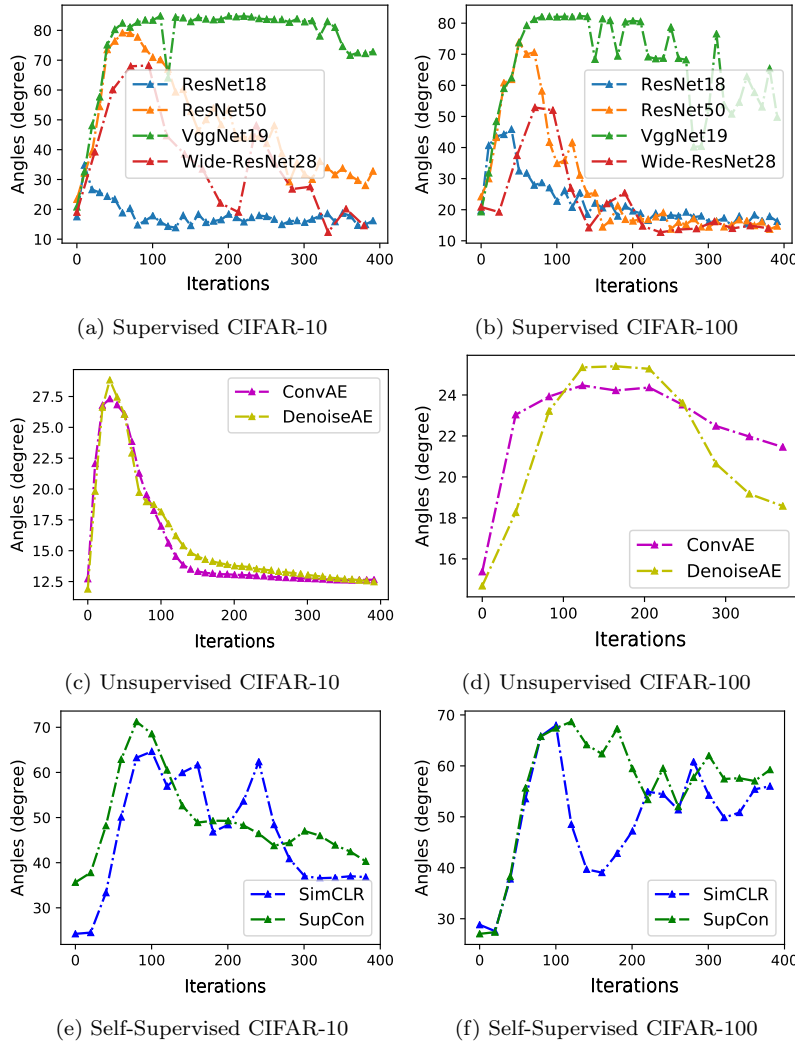 Angles (degree)
80
70
60
50
40
30
20
10
0
100
200
300
400
Iterations
ResNet18
ResNet50
VggNet19
Wide-ResNet28
(a) Supervised CIFAR-10
Angles (degree)
80
70
60
50
40
30
20
10
0
100
200
300
400
Iterations
ResNet18
ResNet50
VggNet19
Wide-ResNet28
(b) Supervised CIFAR-100
Angles (degree)
27.5
25.0
22.5
20.0
17.5
15.0
12.5
0
100
200
300
400
Iterations
ConvAE
DenoiseAE
(c) Unsupervised CIFAR-10
Angles (degree)
24
22
20
18
16
0
100
200
300
Iterations
ConvAE
DenoiseAE
(d) Unsupervised CIFAR-100
Angles (degree)
70
60
50
40
30
0
100
200
300
400
Iterations
SimCLR
SupCon
(e) Self-Supervised CIFAR-10
Angles (degree)
70
60
50
40
30
0
100
200
300
400
Iterations
SimCLR
SupCon
(f) Self-Supervised CIFAR-100